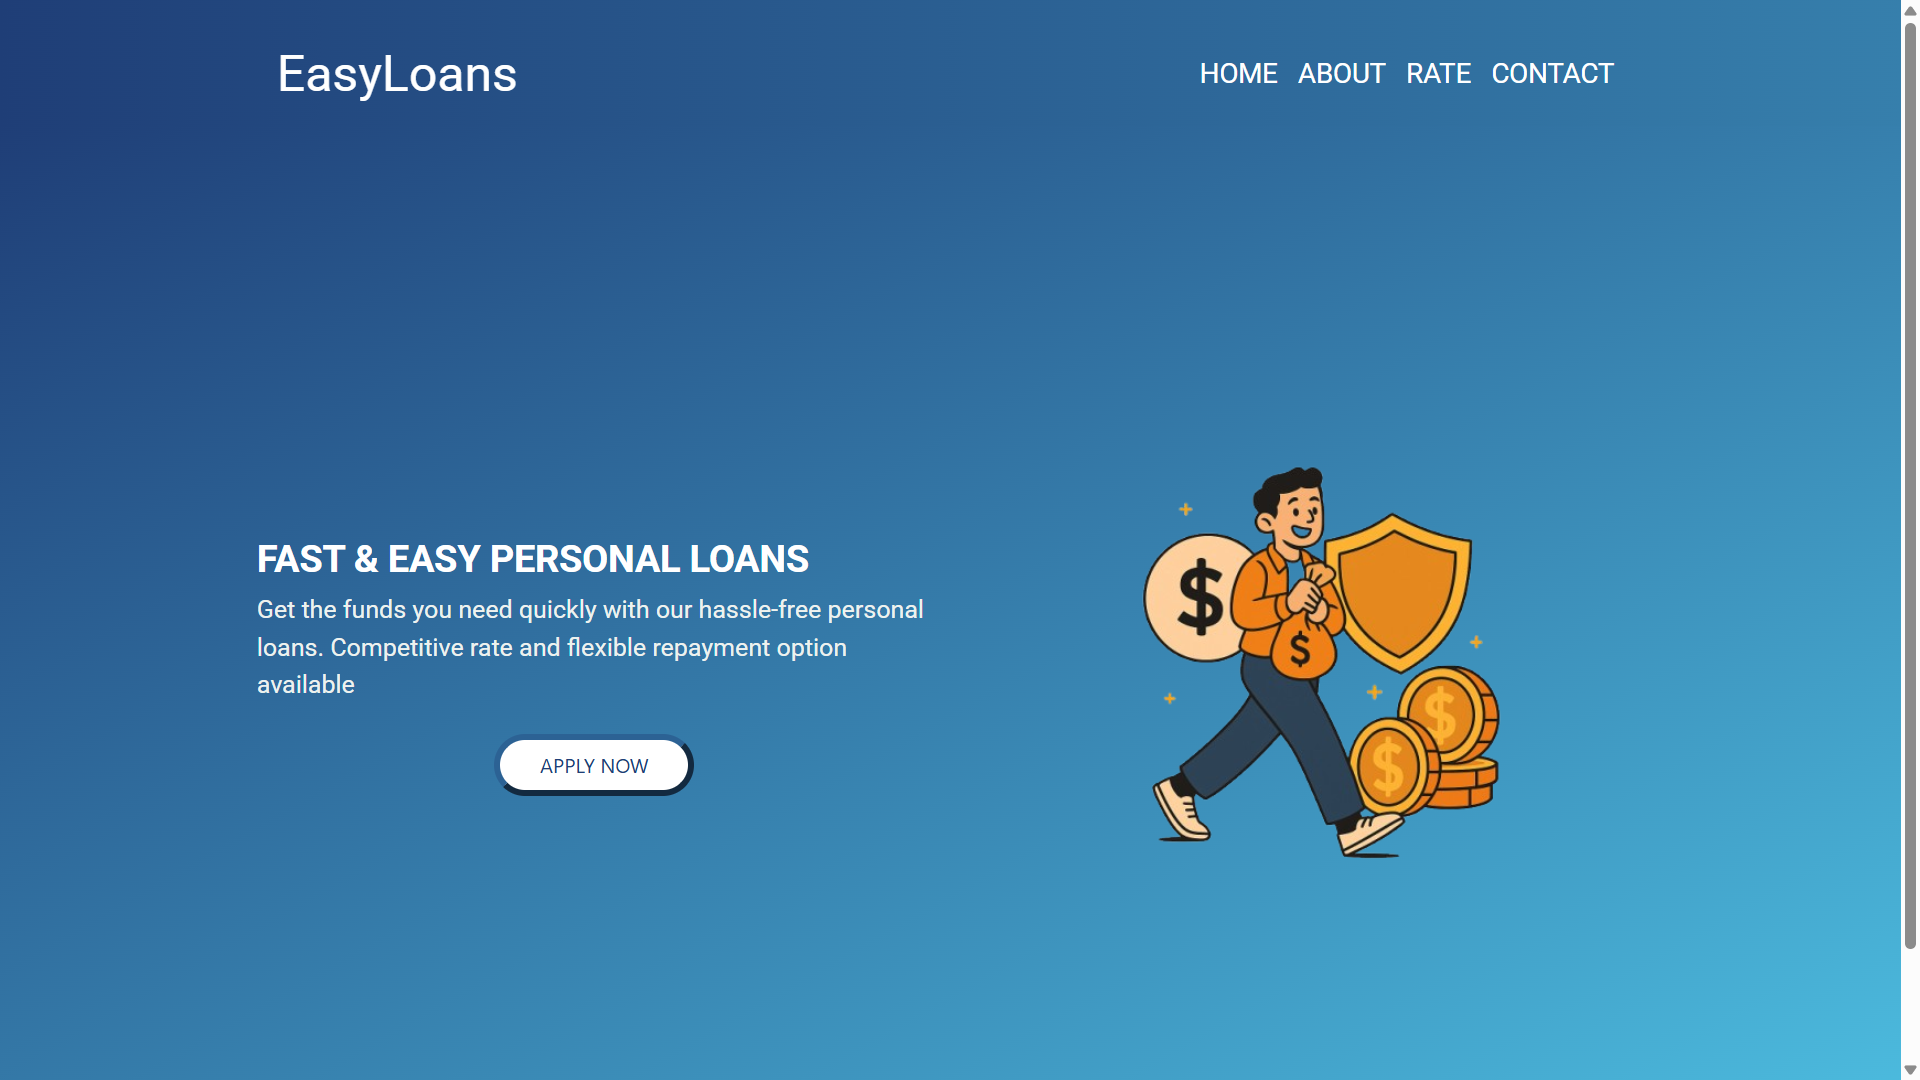 EasyLoans
HOME ABOUT RATE CONTACT
FAST & EASY PERSONAL LOANS
Get the funds you need quickly with our hassle-free personal
loans. Competitive rate and flexible repayment option
available
APPLY NOW
$
$
$
$